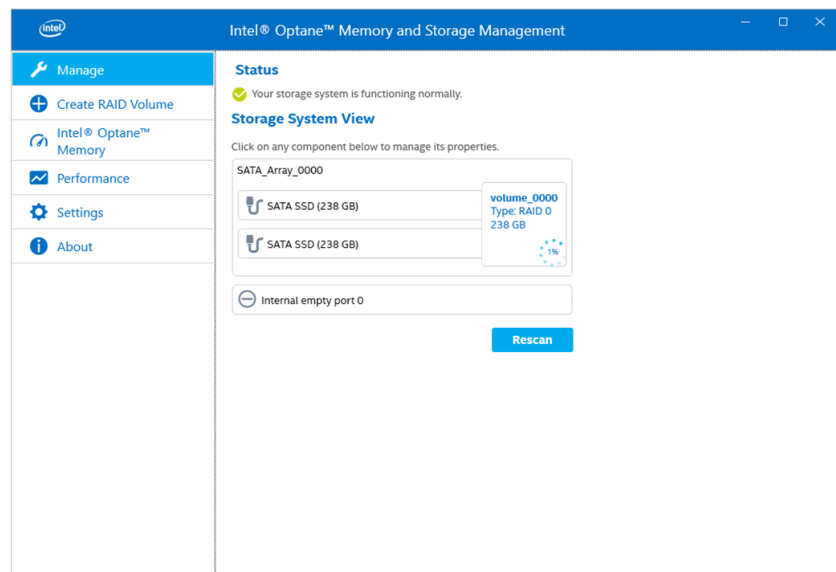 intel
Intel® Optane™ Memory and Storage Management
Manage
Create RAID Volume
Intel® Optane™
Memory
Performance
Settings
About
Status
Your storage system is functioning normally.
Storage System View
Click on any component below to manage its properties.
SATA_Array_0000
SATA SSD (238 GB)
SATA SSD (238 GB)
volume_0000
Type: RAID 0
238 GB
1%
Internal empty port 0
Rescan